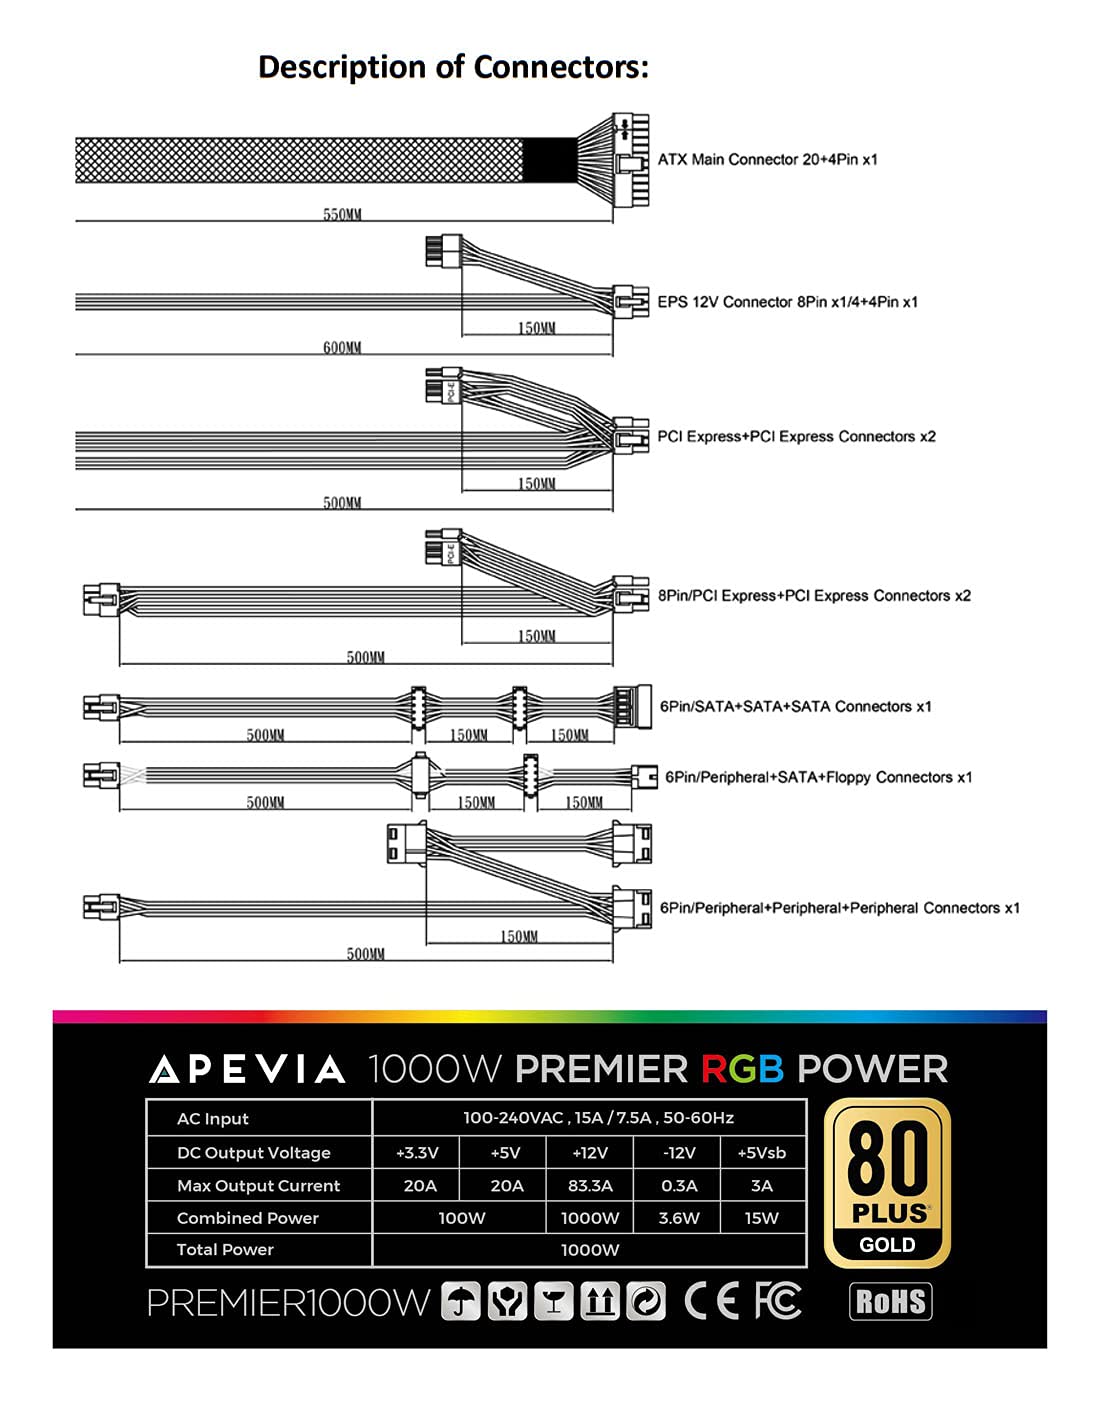 Description of Connectors:
ATX Main Connector 20+4Pin x1
550MM
EPS 12V Connector 8Pin x1/4+4Pin x1
150MM
600MM
PCI-E
PCI Express+PCI Express Connectors x2
150MM
500MM
PCI-E
8Pin/PCI Express+PCI Express Connectors x2
150MM
500MM
6Pin/SATA+SATA+SATA Connectors x1
500MM 150MM 150MM
6Pin/Peripheral+SATA+Floppy Connectors x1
500MM 150MM 150MM
6Pin/Peripheral+Peripheral+Peripheral Connectors x1
150MM
500MM
APEVIA 1000W PREMIER RGB POWER
AC Input 100-240VAC , 15A / 7.5A , 50-60Hz
DC Output Voltage +3.3V +5V +12V -12V +5Vsb
Max Output Current 20A 20A 83.3A 0.3A 3A
Combined Power 100W 1000W 3.6W 15W
Total Power 1000W
80
PLUS®
GOLD
PREMIER1000W CE FC RoHS